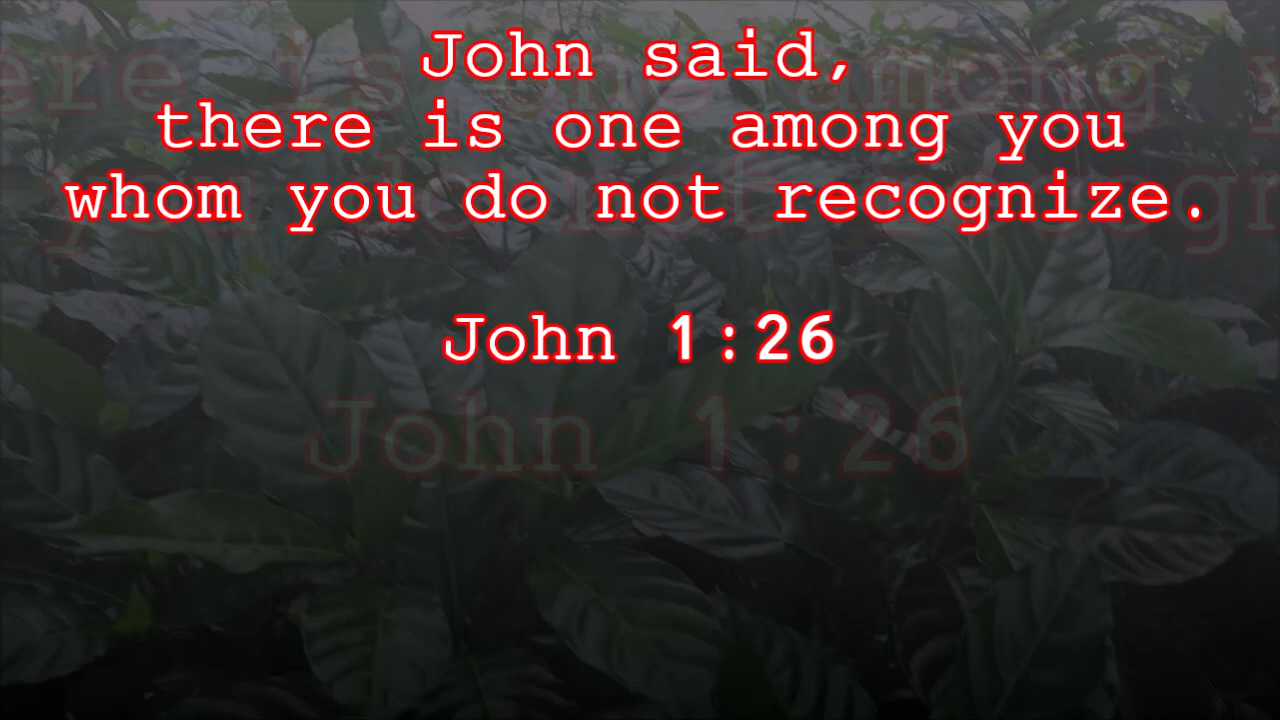 John said,
there is one among you
whom you do not recognize.
John 1:26